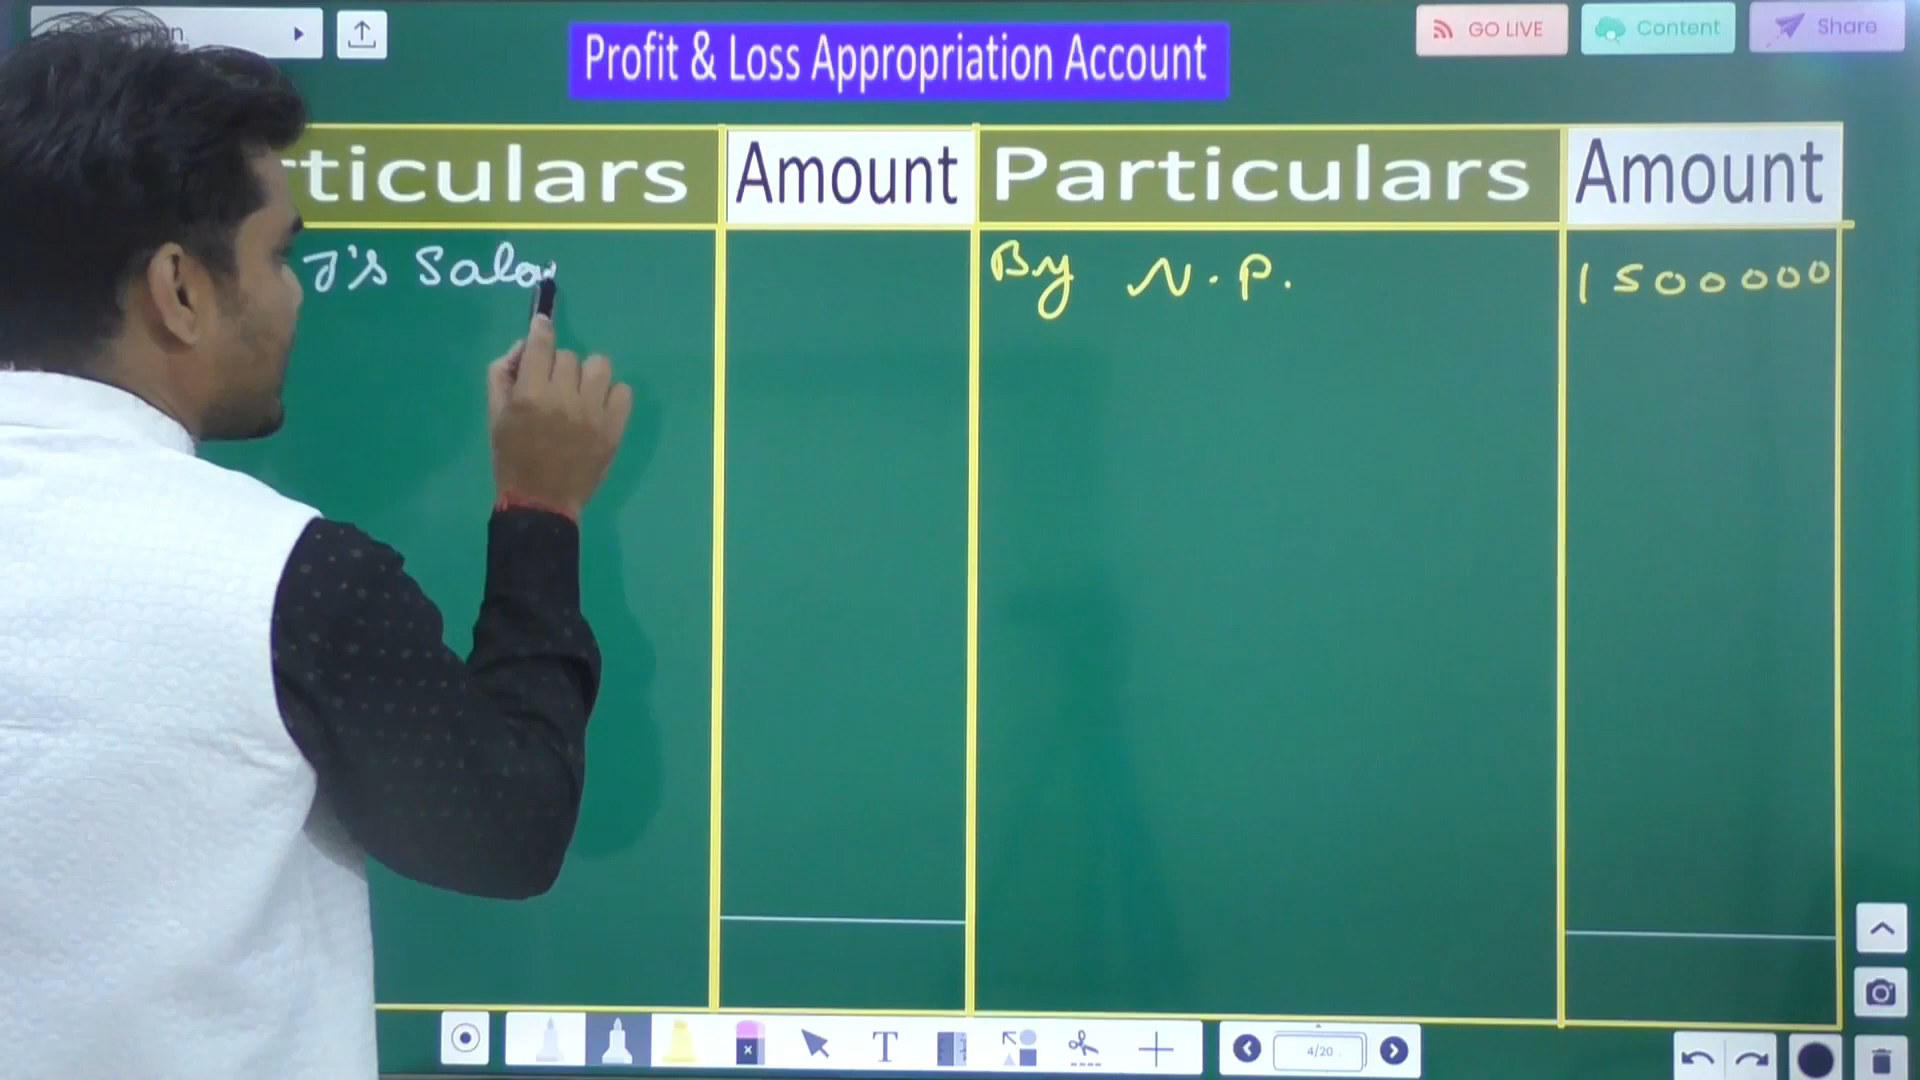 GO LIVE
Content
Share
Profit & Loss Appropriation Account
rticulars Amount Particulars Amount
J's Sala By N.P. 1500000
T
4/20